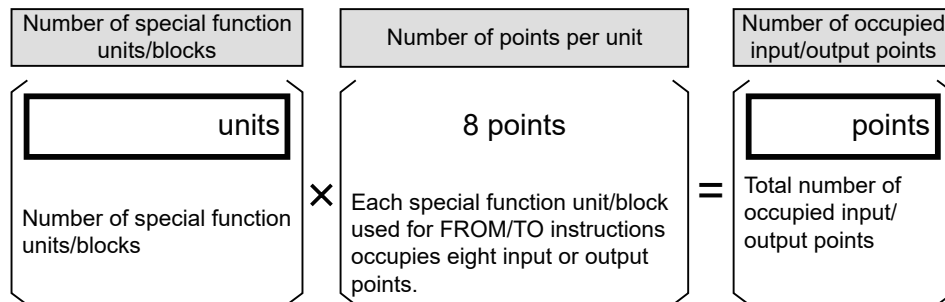 Number of special function
units/blocks
Number of points per unit
Number of occupied
input/output points
units
Number of special function
units/blocks
×
8 points
Each special function unit/block
used for FROM/TO instructions
occupies eight input or output
points.
=
points
Total number of
occupied input/
output points